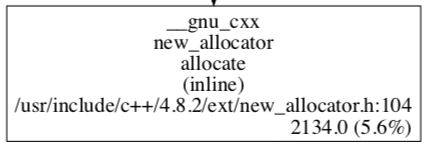 __gnu_cxx
new_allocator
allocate
(inline)
/usr/include/c++/4.8.2/ext/new_allocator.h:104
2134.0 (5.6%)